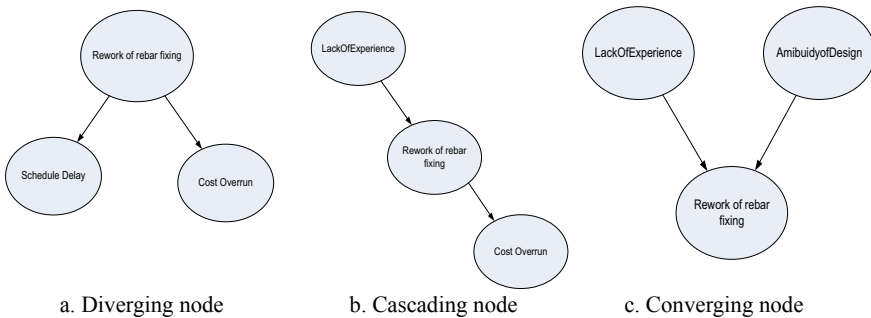 Rework of rebar fixing
Schedule Delay
Cost Overrun
a. Diverging node
LackOfExperience
Rework of rebar
fixing
Cost Overrun
b. Cascading node
LackOfExperience
AmibuidyofDesign
Rework of rebar
fixing
c. Converging node